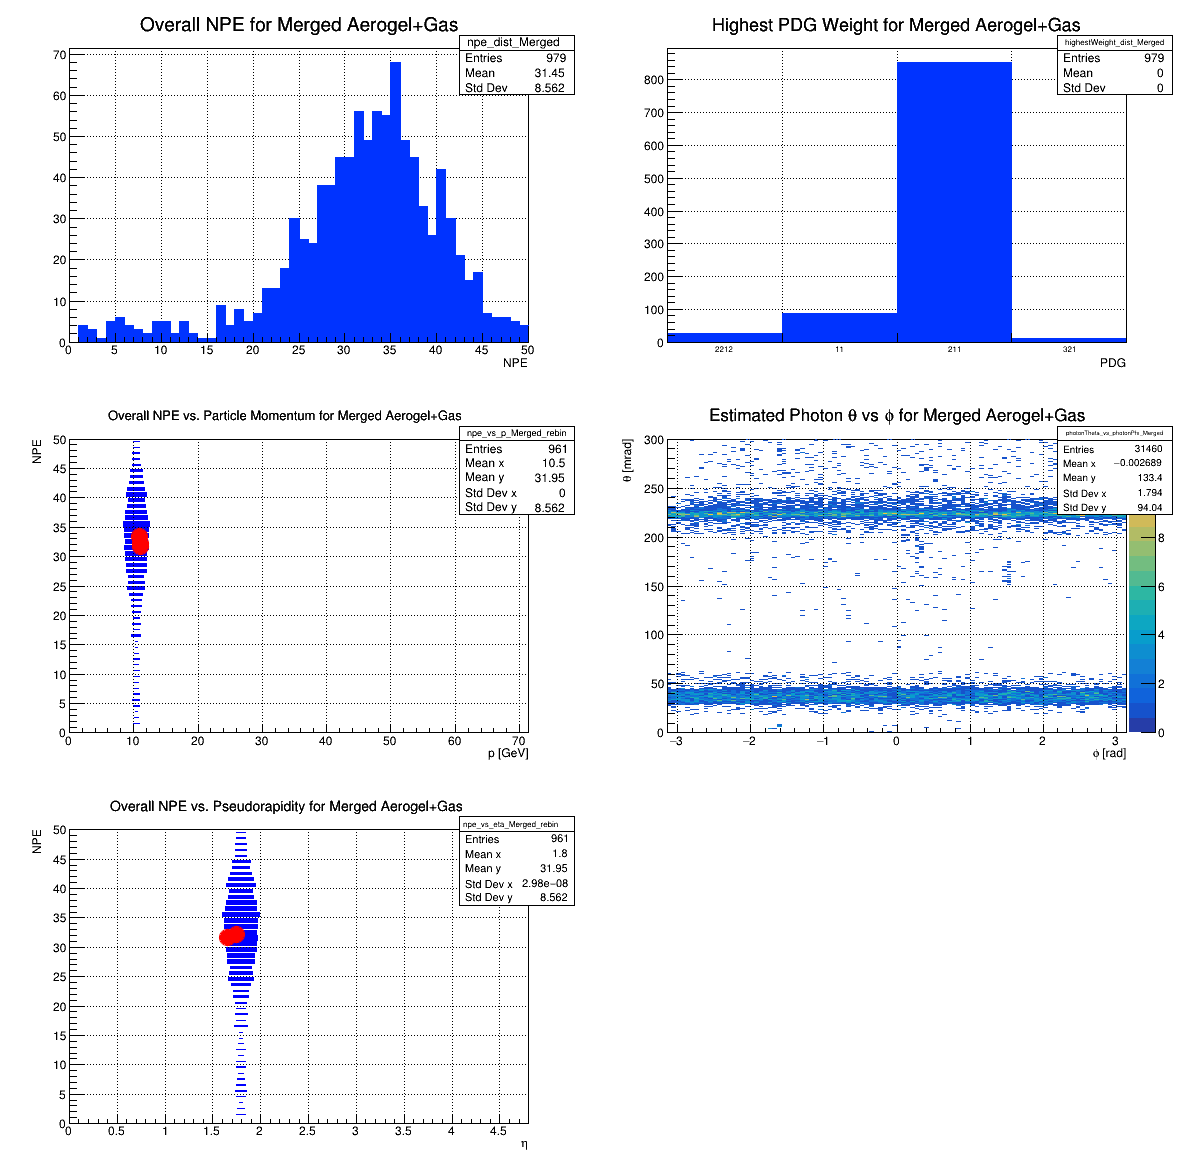 Overall NPE for Merged Aerogel+Gas
npe_dist_Merged
Entries 979
Mean 31.45
Std Dev 8.562
70
60
50
40
30
20
10
0
0 5 10 15 20 25 30 35 40 45 50
NPE
Highest PDG Weight for Merged Aerogel+Gas
highestWeight_dist_Merged
Entries 979
Mean 0
Std Dev 0
800
700
600
500
400
300
200
100
0
2212 11 211 321
PDG
Overall NPE vs. Particle Momentum for Merged Aerogel+Gas
npe_vs_p_Merged_rebin
Entries 961
Mean x 10.5
Mean y 31.95
Std Dev x 0
Std Dev y 8.562
NPE
50
45
40
35
30
25
20
15
10
5
0
0 10 20 30 40 50 60 70
p [GeV]
Estimated Photon θ vs ϕ for Merged Aerogel+Gas
photonTheta_vs_photonPhi_Merged
Entries 31460
Mean x −0.002689
Mean y 133.4
Std Dev x 1.794
Std Dev y 94.04
θ [mrad]
300
250
200
150
100
50
0
−3 −2 −1 0 1 2 3
ϕ [rad]
8
6
4
2
0
Overall NPE vs. Pseudorapidity for Merged Aerogel+Gas
npe_vs_eta_Merged_rebin
Entries 961
Mean x 1.8
Mean y 31.95
Std Dev x 2.98e−08
Std Dev y 8.562
NPE
50
45
40
35
30
25
20
15
10
5
0
0 0.5 1 1.5 2 2.5 3 3.5 4 4.5
η